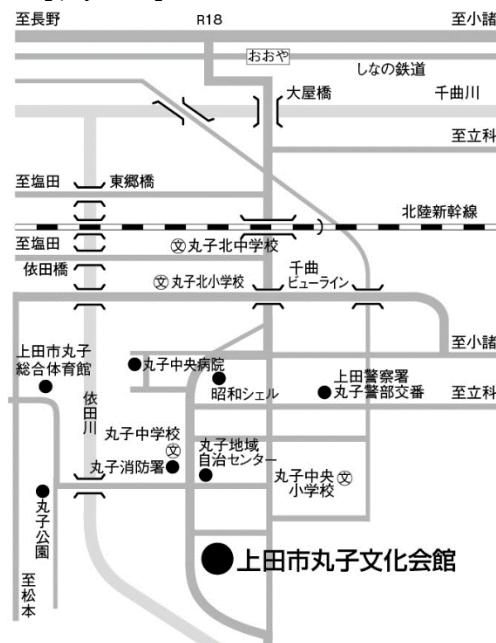 至長野
R18
至小諸
おおや
しなの鉄道
大屋橋
千曲川
至立科
至塩田
東郷橋
北陸新幹線
至塩田
文丸子北中学校
依田橋
文丸子北小学校
千曲
ビューライン
至小諸
上田市丸子
総合体育館
丸子中央病院
昭和シェル
上田警察署
丸子警部交番
至立科
依田川
丸子中学校
文
丸子消防署
丸子地域
自治センター
丸子中央
小学校
文
丸子公園
上田市丸子文化会館
至松本